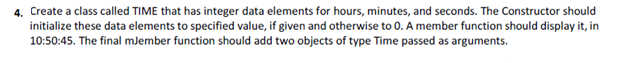 4. Create a class called TIME that has integer data elements for hours, minutes, and seconds. The Constructor should
initialize these data elements to specified value, if given and otherwise to 0. A member function should display it, in
10:50:45. The final mJember function should add two objects of type Time passed as arguments.